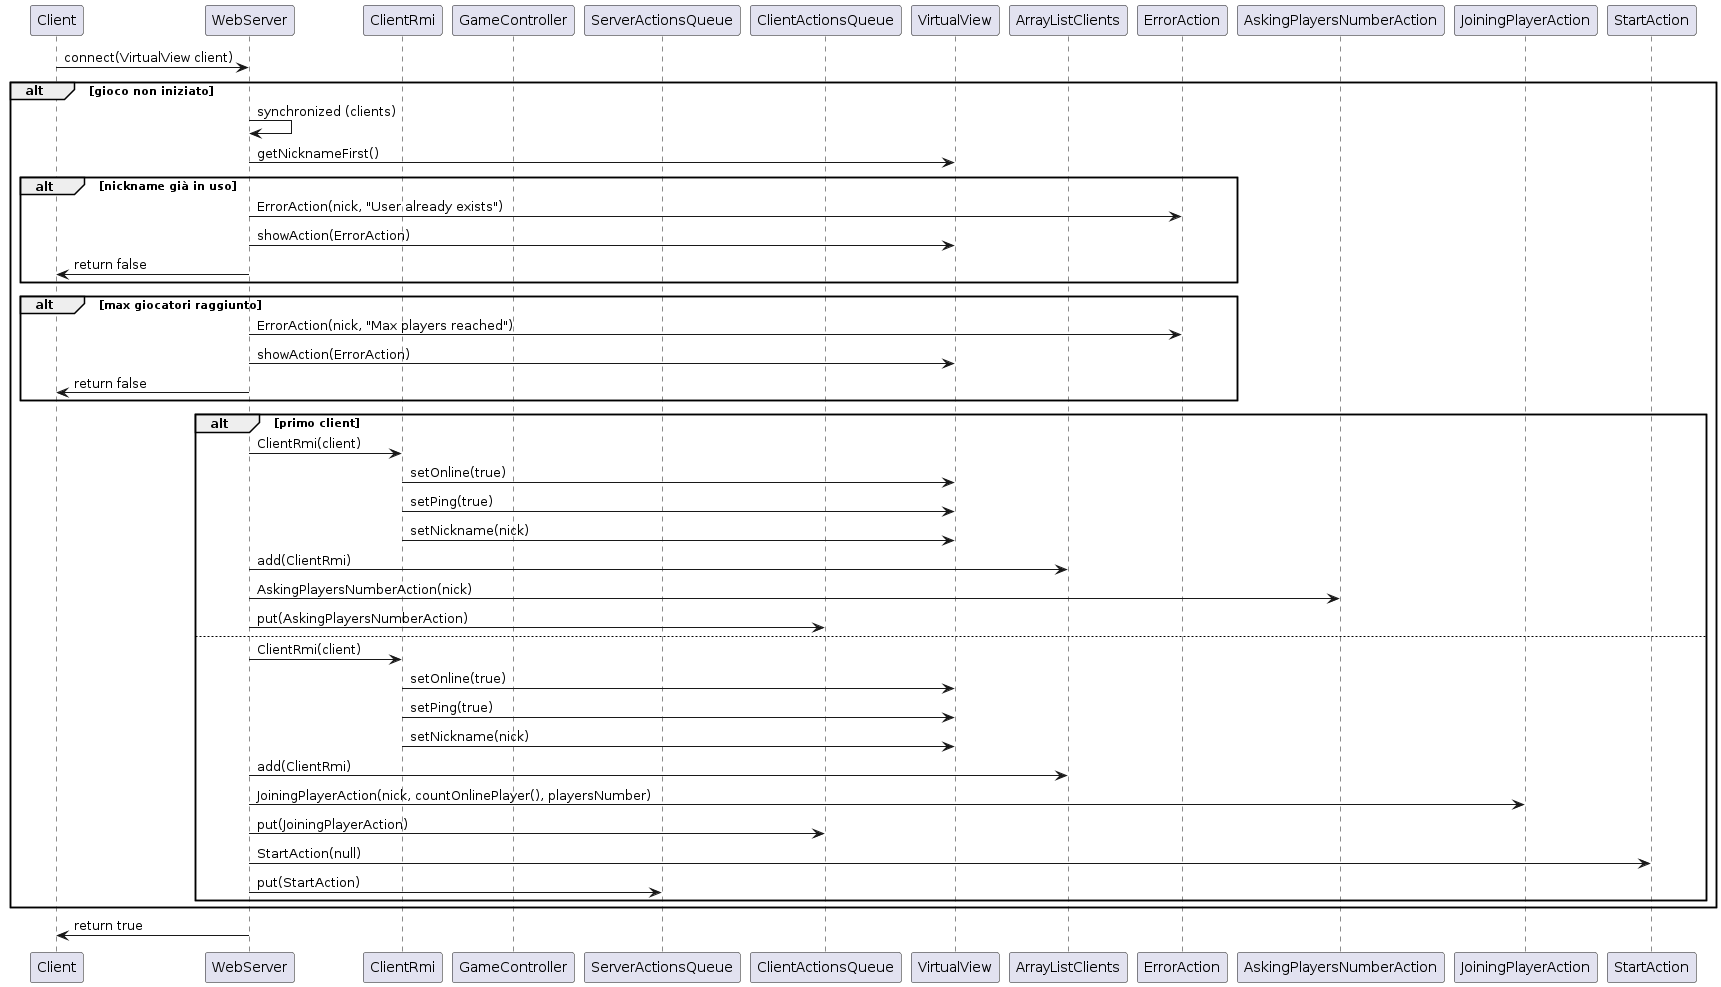 Client WebServer ClientRmi GameController ServerActionsQueue ClientActionsQueue VirtualView ArrayListClients ErrorAction AskingPlayersNumberAction JoiningPlayerAction StartAction
connect(VirtualView client)
alt [gioco non iniziato]
synchronized (clients)
getNicknameFirst()
alt [nickname già in uso]
ErrorAction(nick, "User already exists")
showAction(ErrorAction)
return false
alt [max giocatori raggiunto]
ErrorAction(nick, "Max players reached")
showAction(ErrorAction)
return false
alt [primo client]
ClientRmi(client)
setOnline(true)
setPing(true)
setNickname(nick)
add(ClientRmi)
AskingPlayersNumberAction(nick)
put(AskingPlayersNumberAction)
ClientRmi(client)
setOnline(true)
setPing(true)
setNickname(nick)
add(ClientRmi)
JoiningPlayerAction(nick, countOnlinePlayer(), playersNumber)
put(JoiningPlayerAction)
StartAction(null)
put(StartAction)
return true
Client WebServer ClientRmi GameController ServerActionsQueue ClientActionsQueue VirtualView ArrayListClients ErrorAction AskingPlayersNumberAction JoiningPlayerAction StartAction